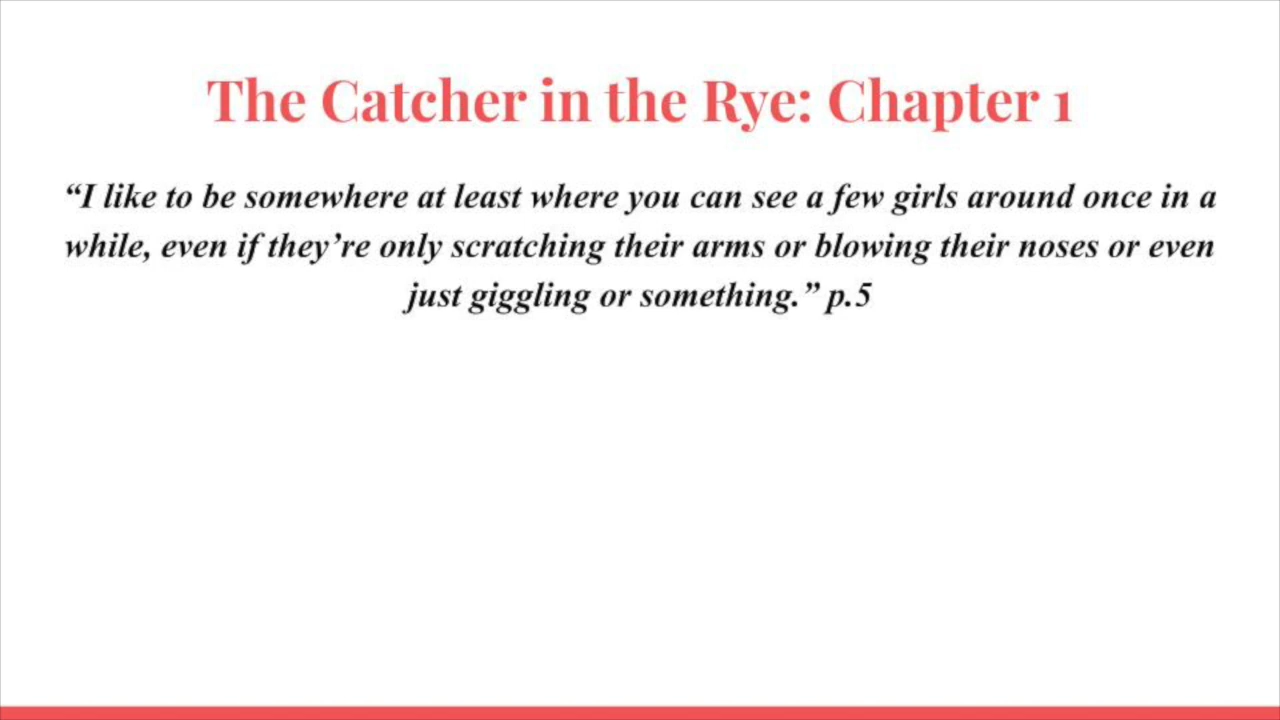 The Catcher in the Rye: Chapter 1
“I like to be somewhere at least where you can see a few girls around once in a
while, even if they’re only scratching their arms or blowing their noses or even
just giggling or something.” p.5